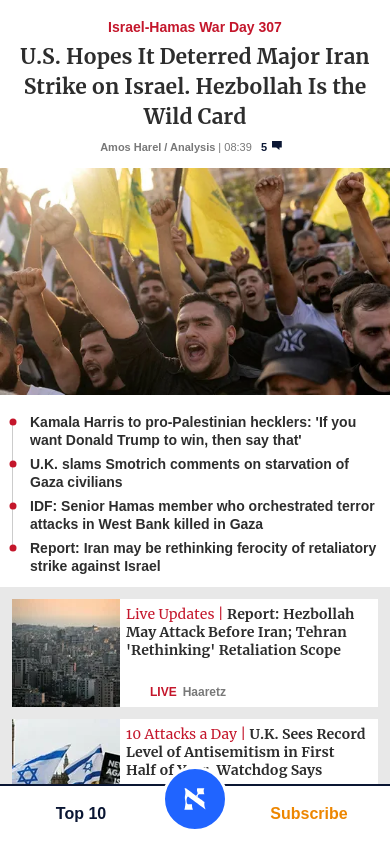 Israel-Hamas War Day 307
U.S. Hopes It Deterred Major Iran
Strike on Israel. Hezbollah Is the
Wild Card
Amos Harel / Analysis | 08:39 5
Kamala Harris to pro-Palestinian hecklers: 'If you
want Donald Trump to win, then say that'
U.K. slams Smotrich comments on starvation of
Gaza civilians
IDF: Senior Hamas member who orchestrated terror
attacks in West Bank killed in Gaza
Report: Iran may be rethinking ferocity of retaliatory
strike against Israel
Live Updates | Report: Hezbollah
May Attack Before Iran; Tehran
'Rethinking' Retaliation Scope
LIVE Haaretz
10 Attacks a Day | U.K. Sees Record
Level of Antisemitism in First
Half of Watchdog Says
Top 10
Subscribe